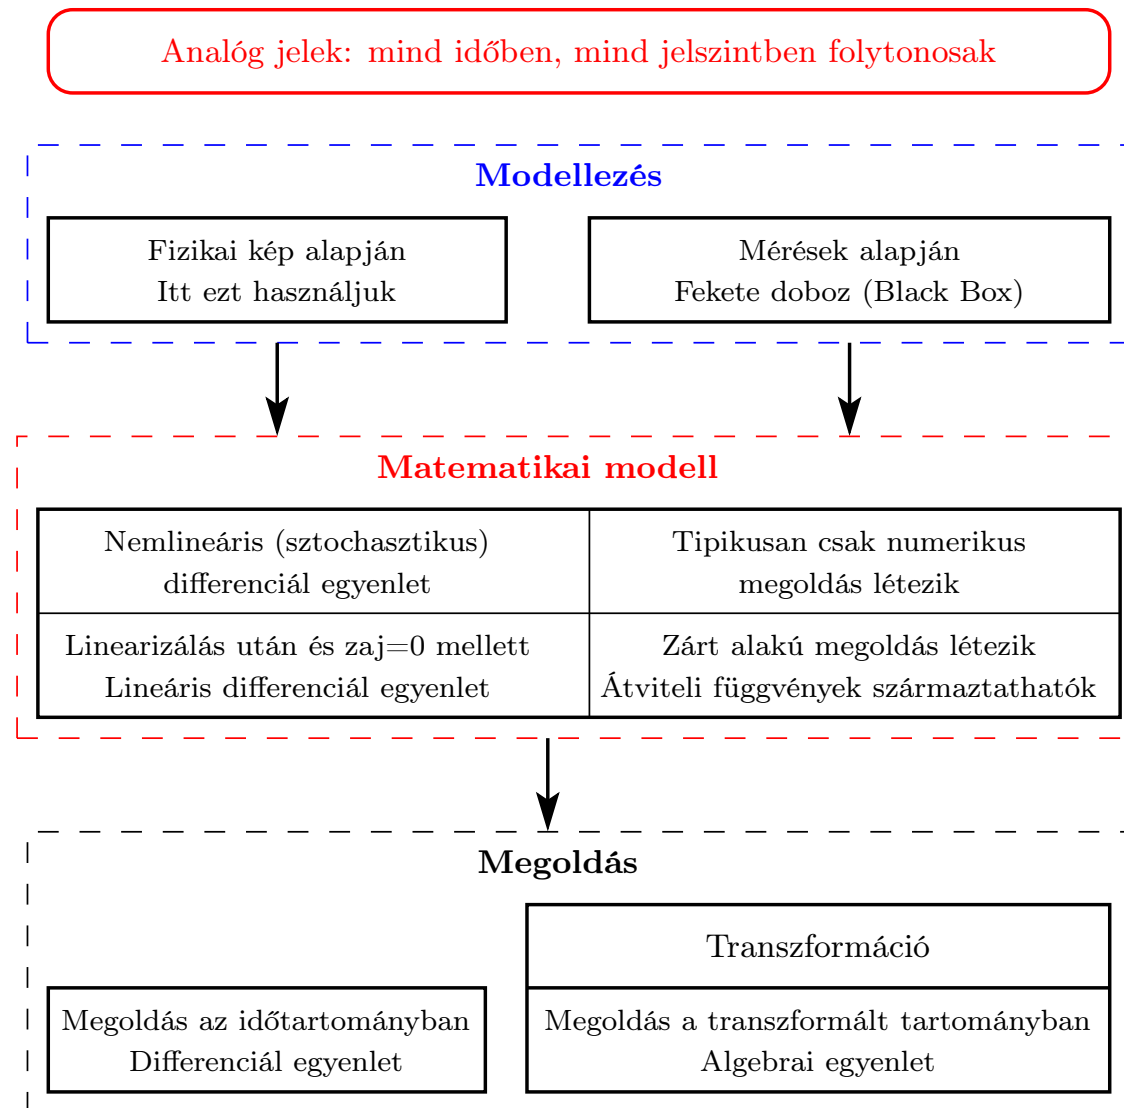 Analóg jelek: mind időben, mind jelszintben folytonosak
Modellezés
Fizikai kép alapján
Itt ezt használjuk
Mérések alapján
Fekete doboz (Black Box)
Matematikai modell
Nemlineáris (sztochasztikus)
differenciál egyenlet
Tipikusan csak numerikus
megoldás létezik
Linearizálás után és zaj=0 mellett
Lineáris differenciál egyenlet
Zárt alakú megoldás létezik
Átviteli függvények származtathatók
Megoldás
Transzformáció
Megoldás az időtartományban
Differenciál egyenlet
Megoldás a transzformált tartományban
Algebrai egyenlet